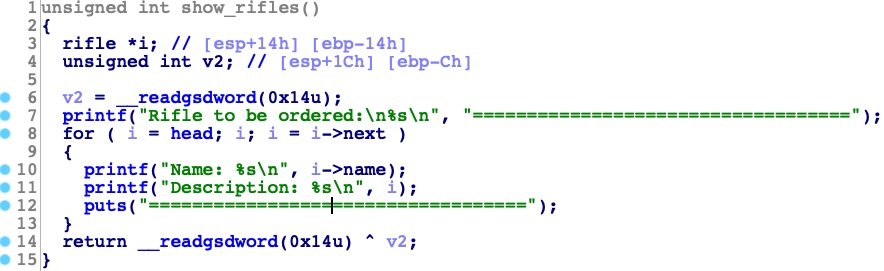 1 unsigned int show_rifles()
2 {
3   rifle *i; // [esp+14h] [ebp-14h]
4   unsigned int v2; // [esp+1Ch] [ebp-Ch]
5
6   v2 = __readgsdword(0x14u);
7   printf("Rifle to be ordered:\n%s\n", "===================================");
8   for ( i = head; i; i = i->next )
9   {
10     printf("Name: %s\n", i->name);
11     printf("Description: %s\n", i);
12     puts("===================================");
13   }
14   return __readgsdword(0x14u) ^ v2;
15 }